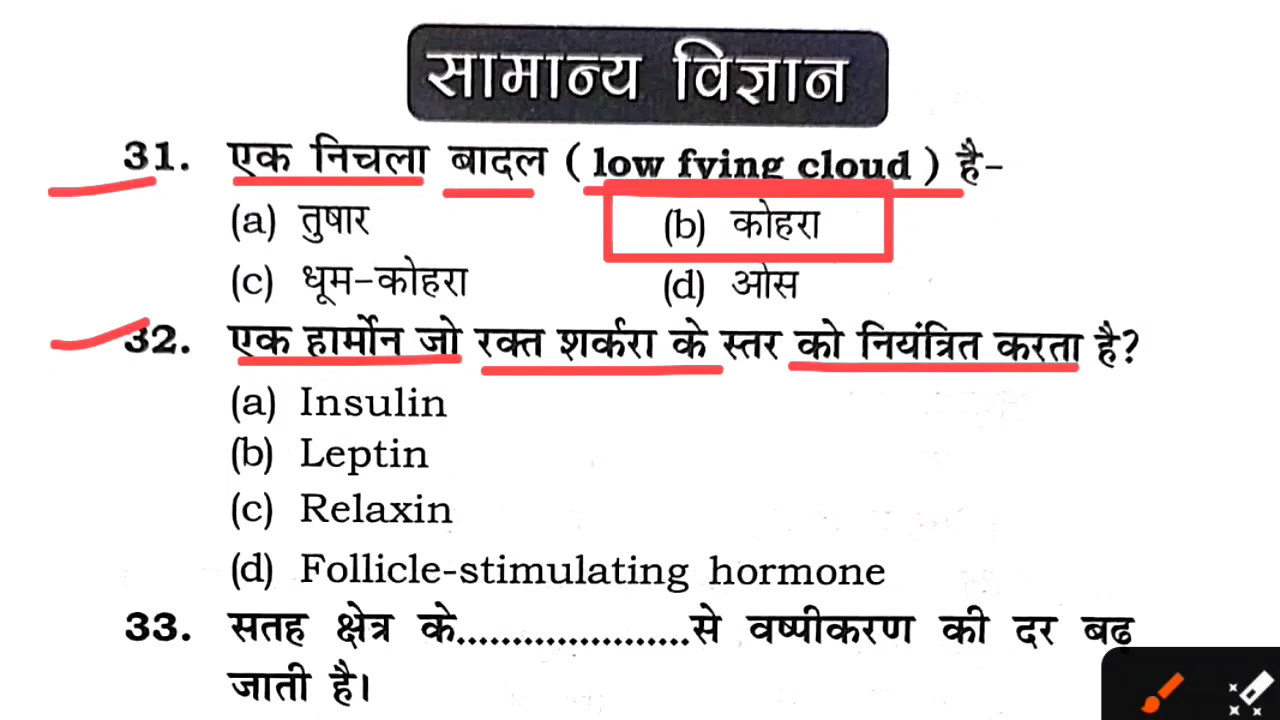 सामान्य विज्ञान
31. एक निचला बादल ( low fying cloud ) है-
(a) तुषार (b) कोहरा
(c) धूम-कोहरा (d) ओस
32. एक हार्मोन जो रक्त शर्करा के स्तर को नियंत्रित करता है?
(a) Insulin
(b) Leptin
(c) Relaxin
(d) Follicle-stimulating hormone
33. सतह क्षेत्र के.....................से वष्पीकरण की दर बढ
जाती है।